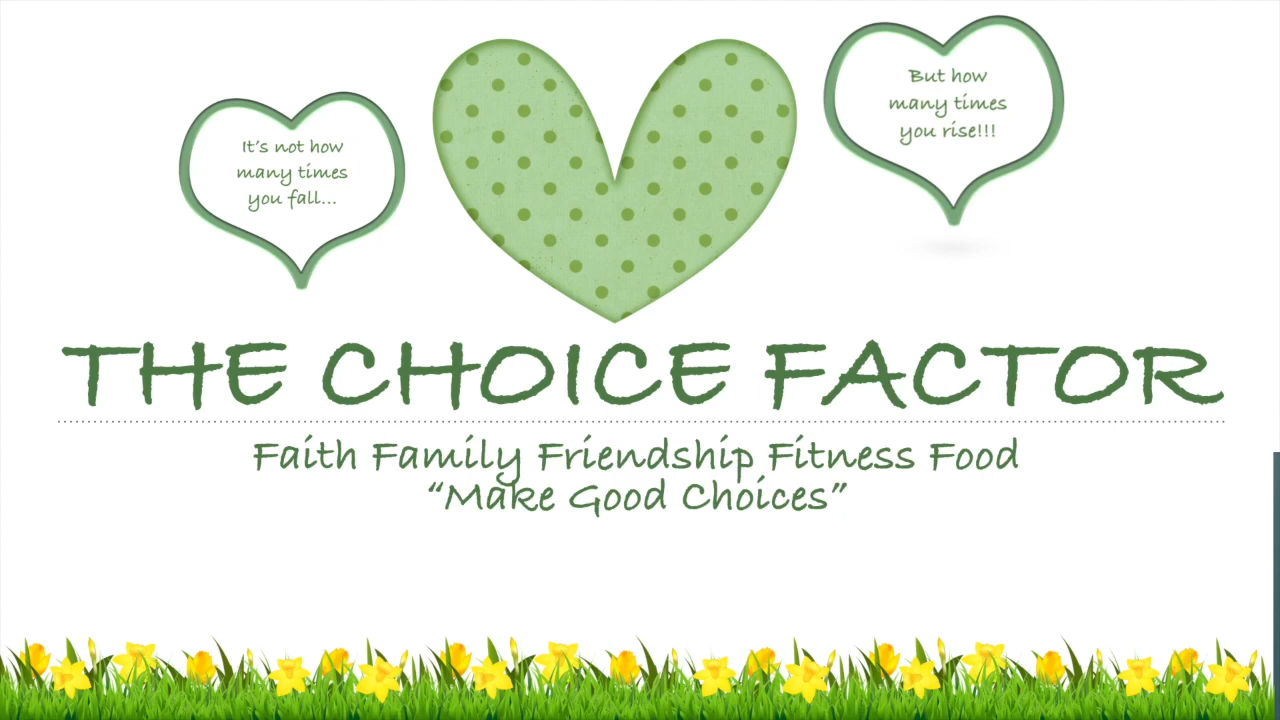 It's not how
many times
you fall...
But how
many times
you rise!!!
THE CHOICE FACTOR
Faith Family Friendship Fitness Food
“Make Good Choices”